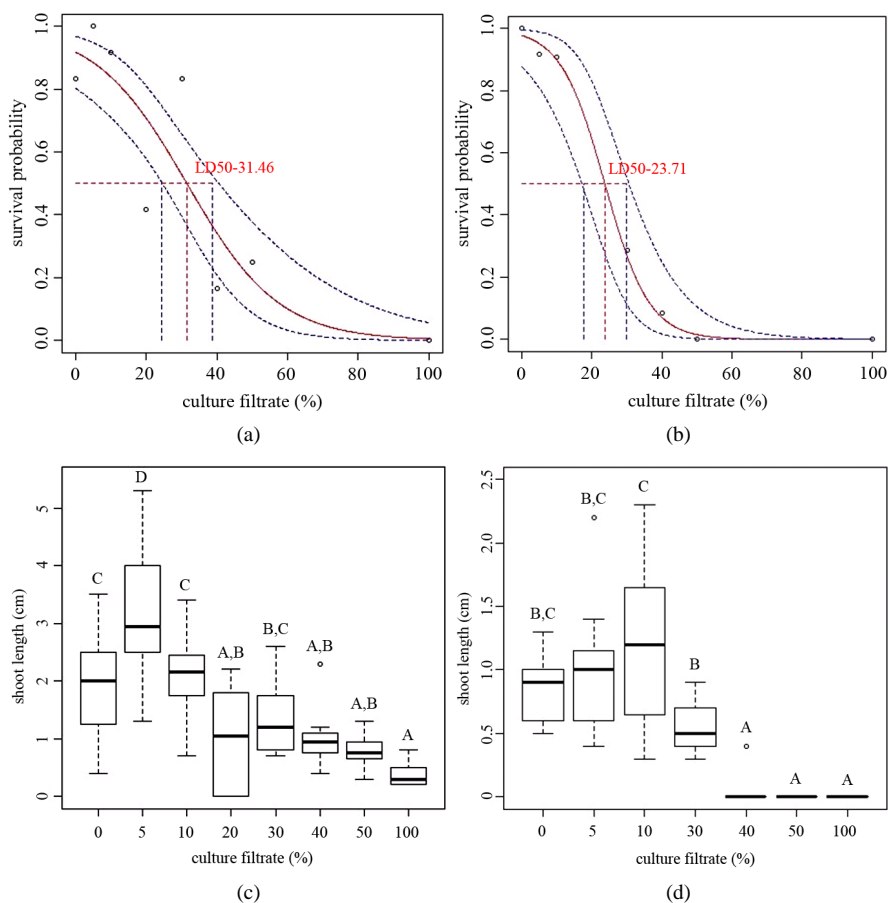 survival probability
1.0
0.8
0.6
0.4
0.2
0.0
LD50-31.46
0 20 40 60 80 100
culture filtrate (%)
(a)
survival probability
1.0
0.8
0.6
0.4
0.2
0.0
LD50-23.71
0 20 40 60 80 100
culture filtrate (%)
(b)
shoot length (cm)
5
4
3
2
1
0
C D C A,B B,C A,B A,B A
0 5 10 20 30 40 50 100
culture filtrate (%)
(c)
shoot length (cm)
2.5
2.0
1.5
1.0
0.5
0
B,C B,C C B A A A
0 5 10 30 40 50 100
culture filtrate (%)
(d)